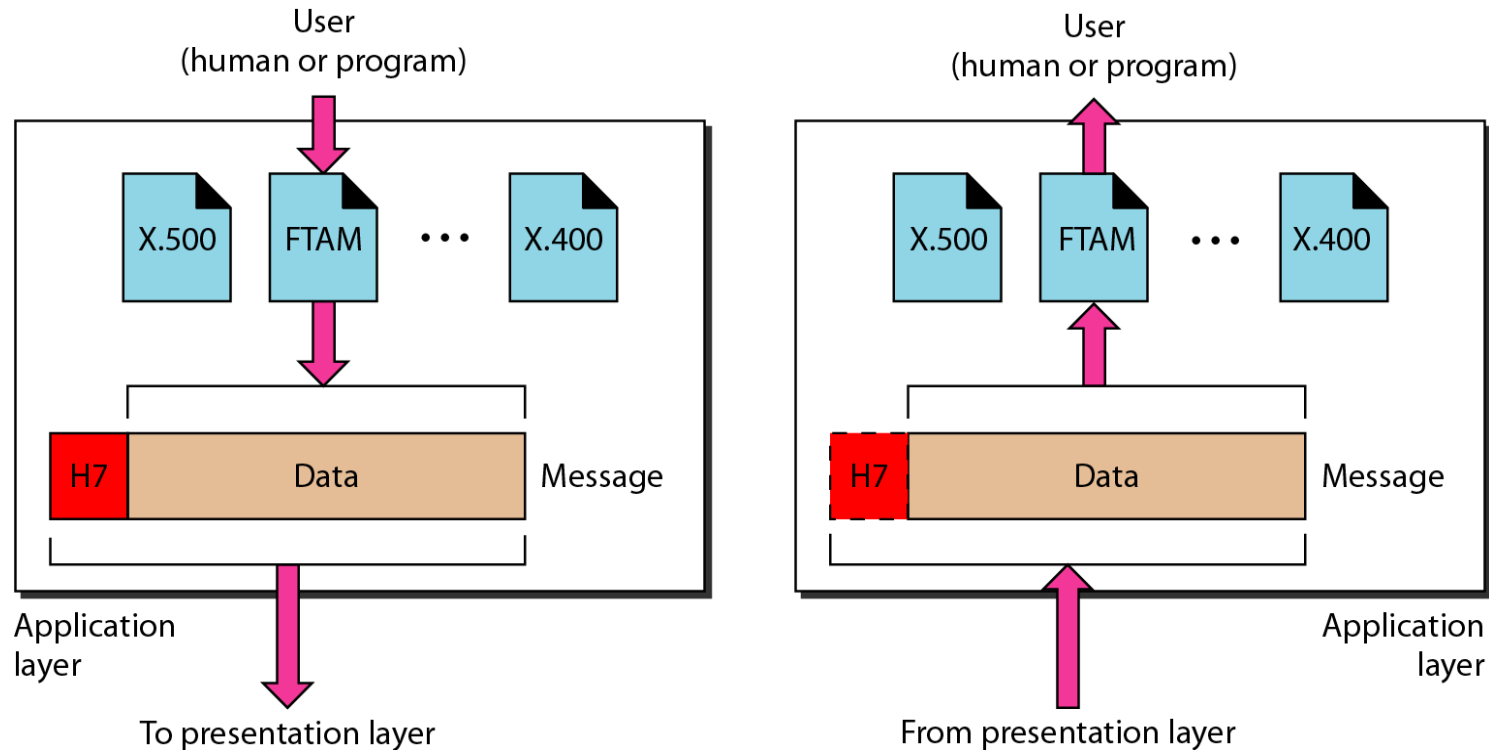 User
(human or program)
X.500
FTAM
...
X.400
H7
Data
Message
Application
layer
To presentation layer
User
(human or program)
X.500
FTAM
...
X.400
H7
Data
Message
Application
layer
From presentation layer